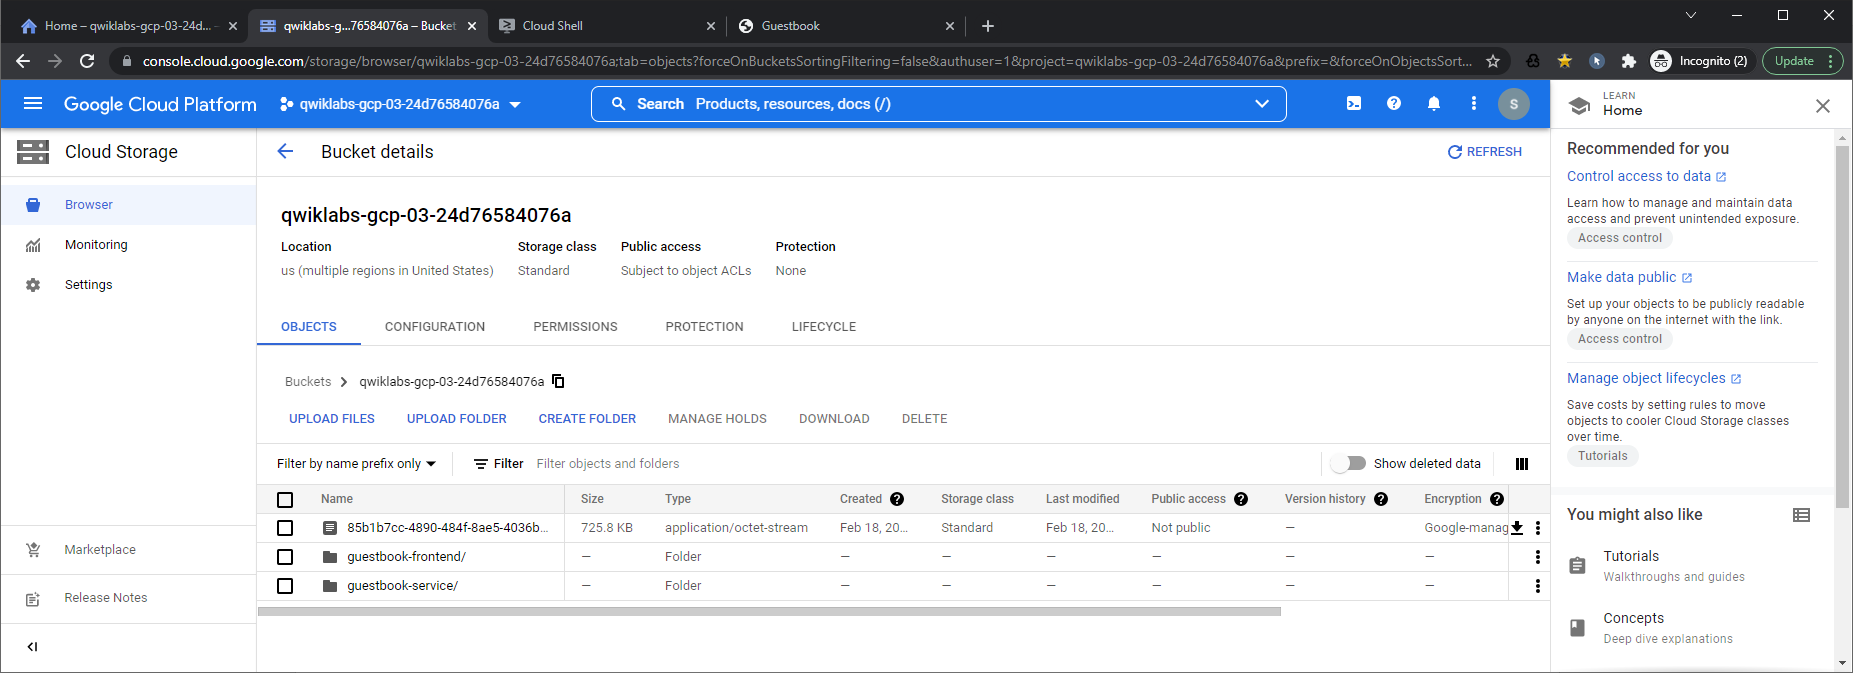 Home – qwiklabs-gcp-03-24d... –
qwiklabs-g...76584076a – Bucket
Cloud Shell
Guestbook
console.cloud.google.com/storage/browser/qwiklabs-gcp-03-24d76584076a;tab=objects?forceOnBucketsSortingFiltering=false&authuser=1&project=qwiklabs-gcp-03-24d76584076a&prefix=&forceOnObjectsSort...
Incognito (2)
Update
Google Cloud Platform
qwiklabs-gcp-03-24d76584076a
Search Products, resources, docs (/)
S
LEARN
Home
Cloud Storage
Browser
Monitoring
Settings
Marketplace
Release Notes
Bucket details
REFRESH
qwiklabs-gcp-03-24d76584076a
Location Storage class Public access Protection
us (multiple regions in United States) Standard Subject to object ACLs None
OBJECTS CONFIGURATION PERMISSIONS PROTECTION LIFECYCLE
Buckets > qwiklabs-gcp-03-24d76584076a
UPLOAD FILES UPLOAD FOLDER CREATE FOLDER MANAGE HOLDS DOWNLOAD DELETE
Filter by name prefix only Filter Filter objects and folders Show deleted data
Name Size Type Created Storage class Last modified Public access Version history Encryption
85b1b7cc-4890-484f-8ae5-4036b... 725.8 KB application/octet-stream Feb 18, 20... Standard Feb 18, 20... Not public — Google-manag
guestbook-frontend/ — Folder — — — — — —
guestbook-service/ — Folder — — — — — —
Recommended for you
Control access to data
Learn how to manage and maintain data
access and prevent unintended exposure.
Access control
Make data public
Set up your objects to be publicly readable
by anyone on the internet with the link.
Access control
Manage object lifecycles
Save costs by setting rules to move
objects to cooler Cloud Storage classes
over time.
Tutorials
You might also like
Tutorials
Walkthroughs and guides
Concepts
Deep dive explanations